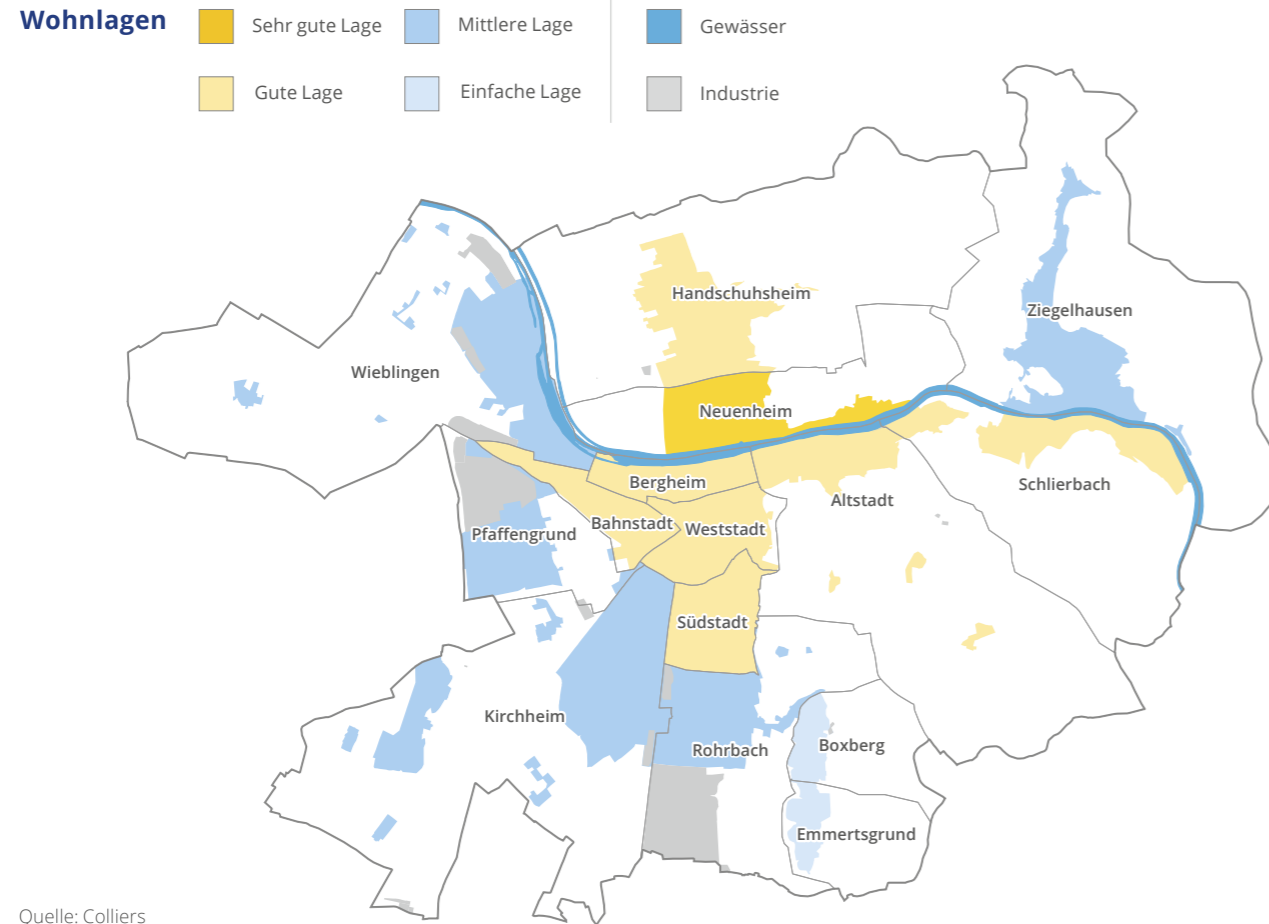 Wohnlagen
Sehr gute Lage
Mittlere Lage
Gewässer
Gute Lage
Einfache Lage
Industrie
Handschuhsheim
Ziegelhausen
Wieblingen
Neuenheim
Bergheim
Schlierbach
Altstadt
Bahnstadt
Weststadt
Pfaffengrund
Südstadt
Kirchheim
Boxberg
Rohrbach
Emmertsgrund
Quelle: Colliers